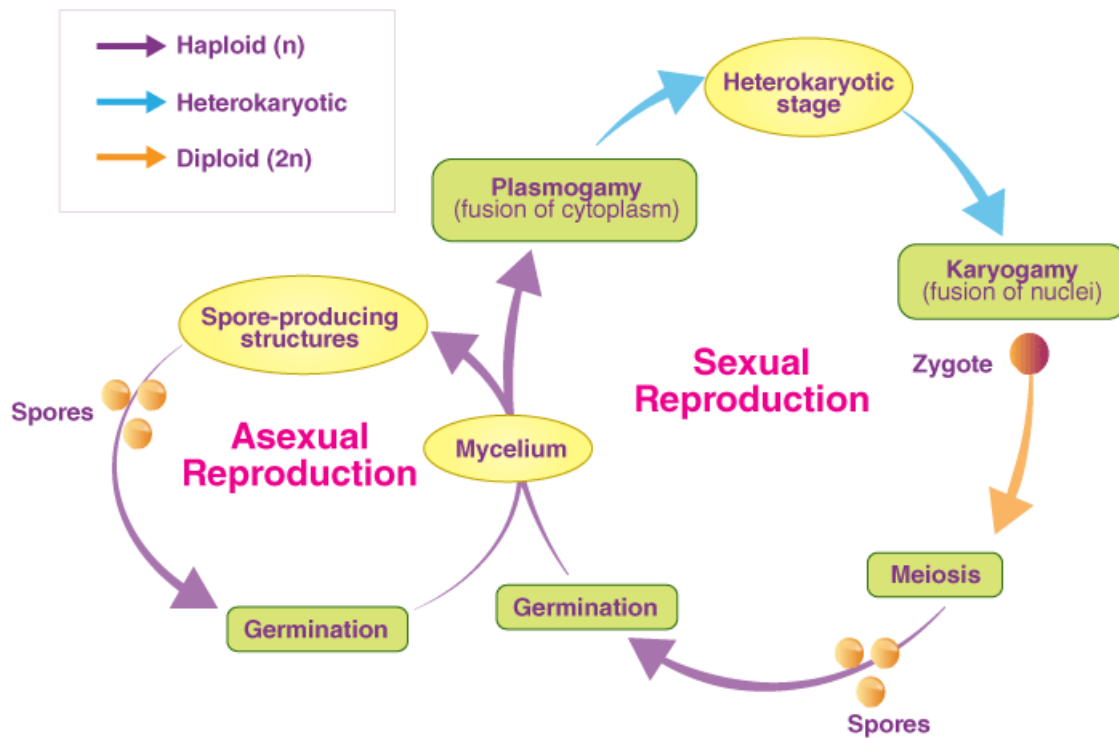 Haploid (n)
Heterokaryotic
Diploid (2n)
Heterokaryotic
stage
Plasmogamy
(fusion of cytoplasm)
Karyogamy
(fusion of nuclei)
Spore-producing
structures
Zygote
Sexual
Reproduction
Spores
Asexual
Reproduction
Mycelium
Meiosis
Germination
Germination
Spores